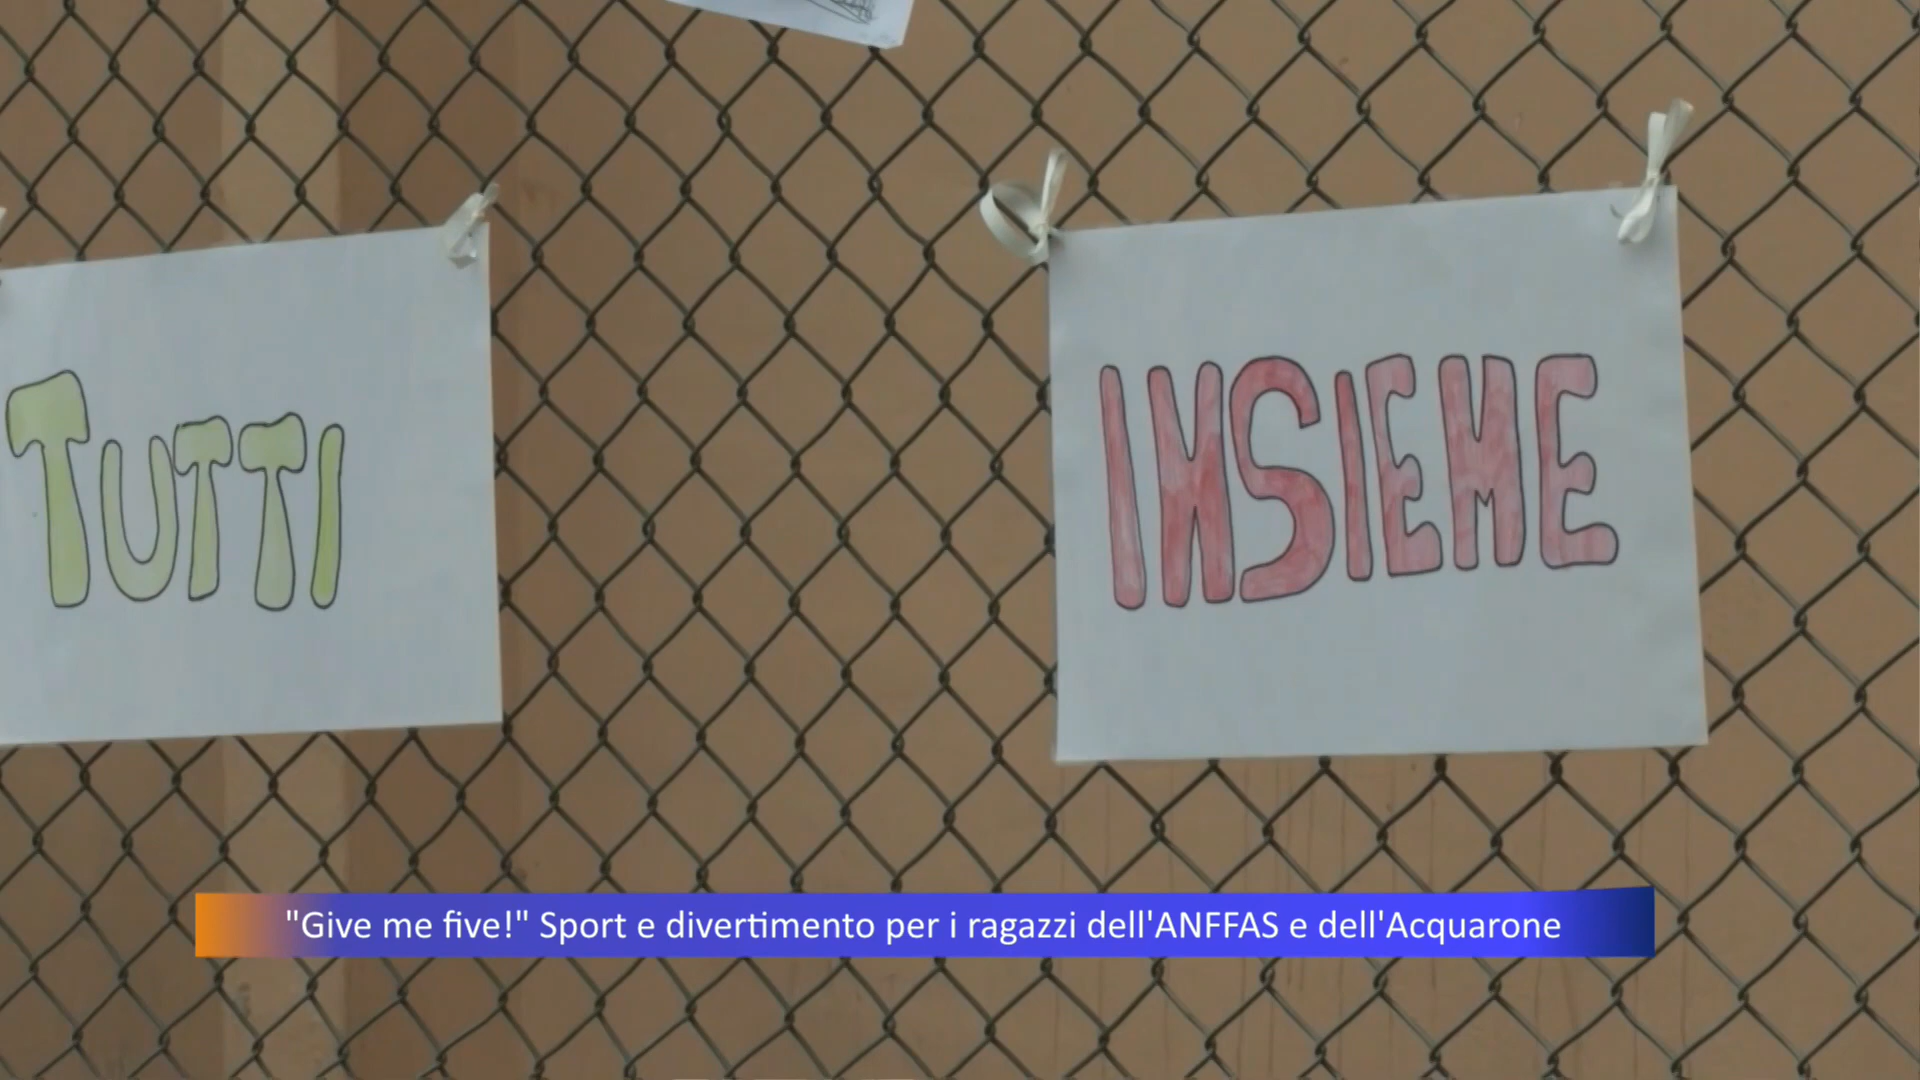 TUTTI
INSIEME
"Give me five!" Sport e divertimento per i ragazzi dell'ANFFAS e dell'Acquarone